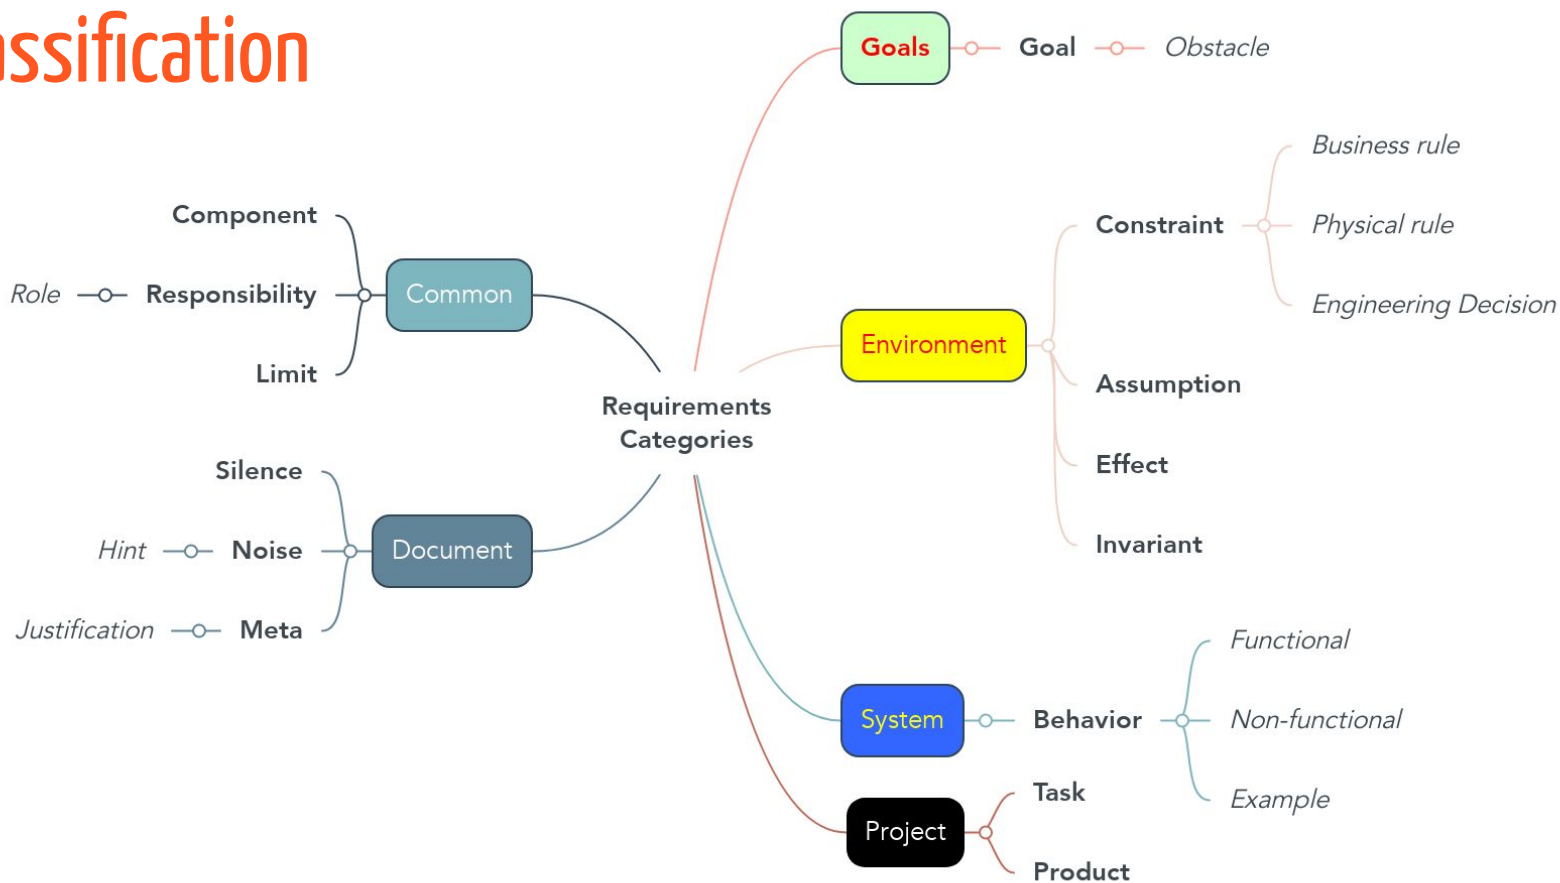 assification
Goals
Goal
Obstacle
Business rule
Component
Constraint
Physical rule
Role
Responsibility
Common
Engineering Decision
Environment
Limit
Assumption
Requirements
Categories
Silence
Effect
Hint
Noise
Document
Invariant
Justification
Meta
Functional
System
Behavior
Non-functional
Task
Example
Project
Product